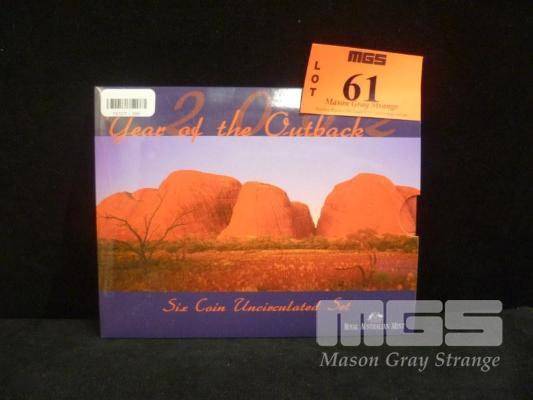 MGS
LOT
61
Mason Gray Strange
2002
Year of the Outback
Six Coin Uncirculated Set
ROYAL AUSTRALIAN MINT
MGS
Mason Gray Strange